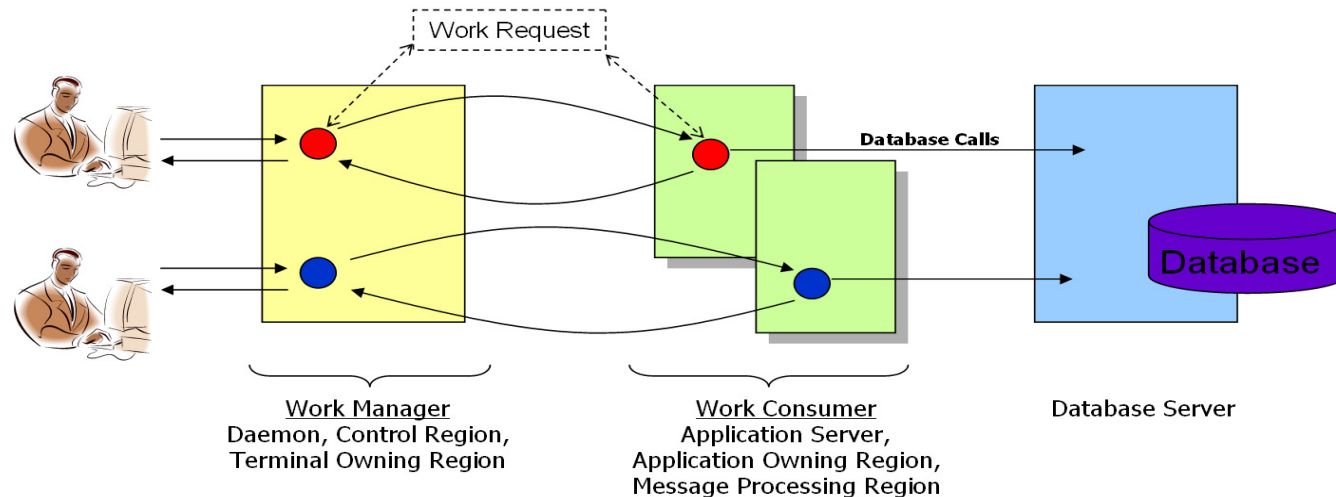 Work Request
Database Calls
Database
Work Manager
Daemon, Control Region,
Terminal Owning Region
Work Consumer
Application Server,
Application Owning Region,
Message Processing Region
Database Server